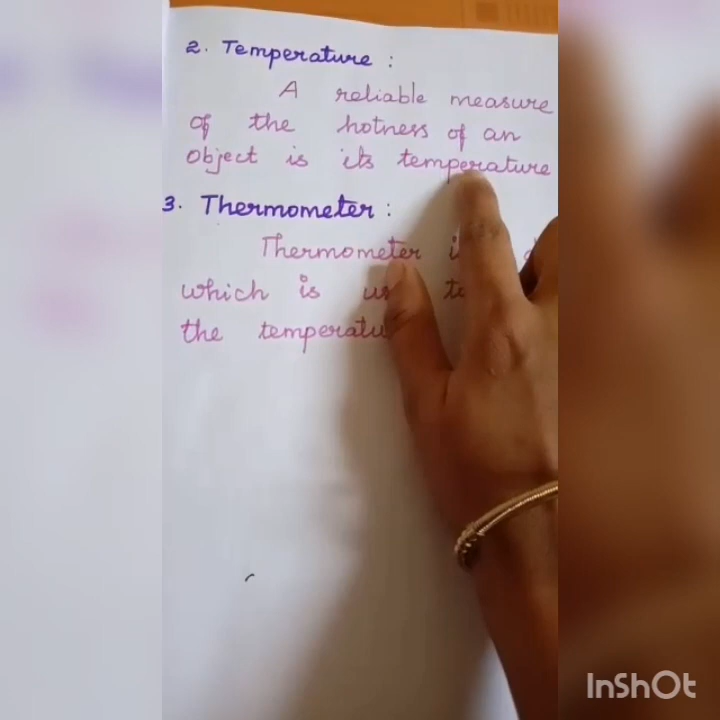 2. Temperature :
A reliable measure
of the hotness of an
object is its temperature
3. Thermometer :
Thermometer
which is
the
InShOt